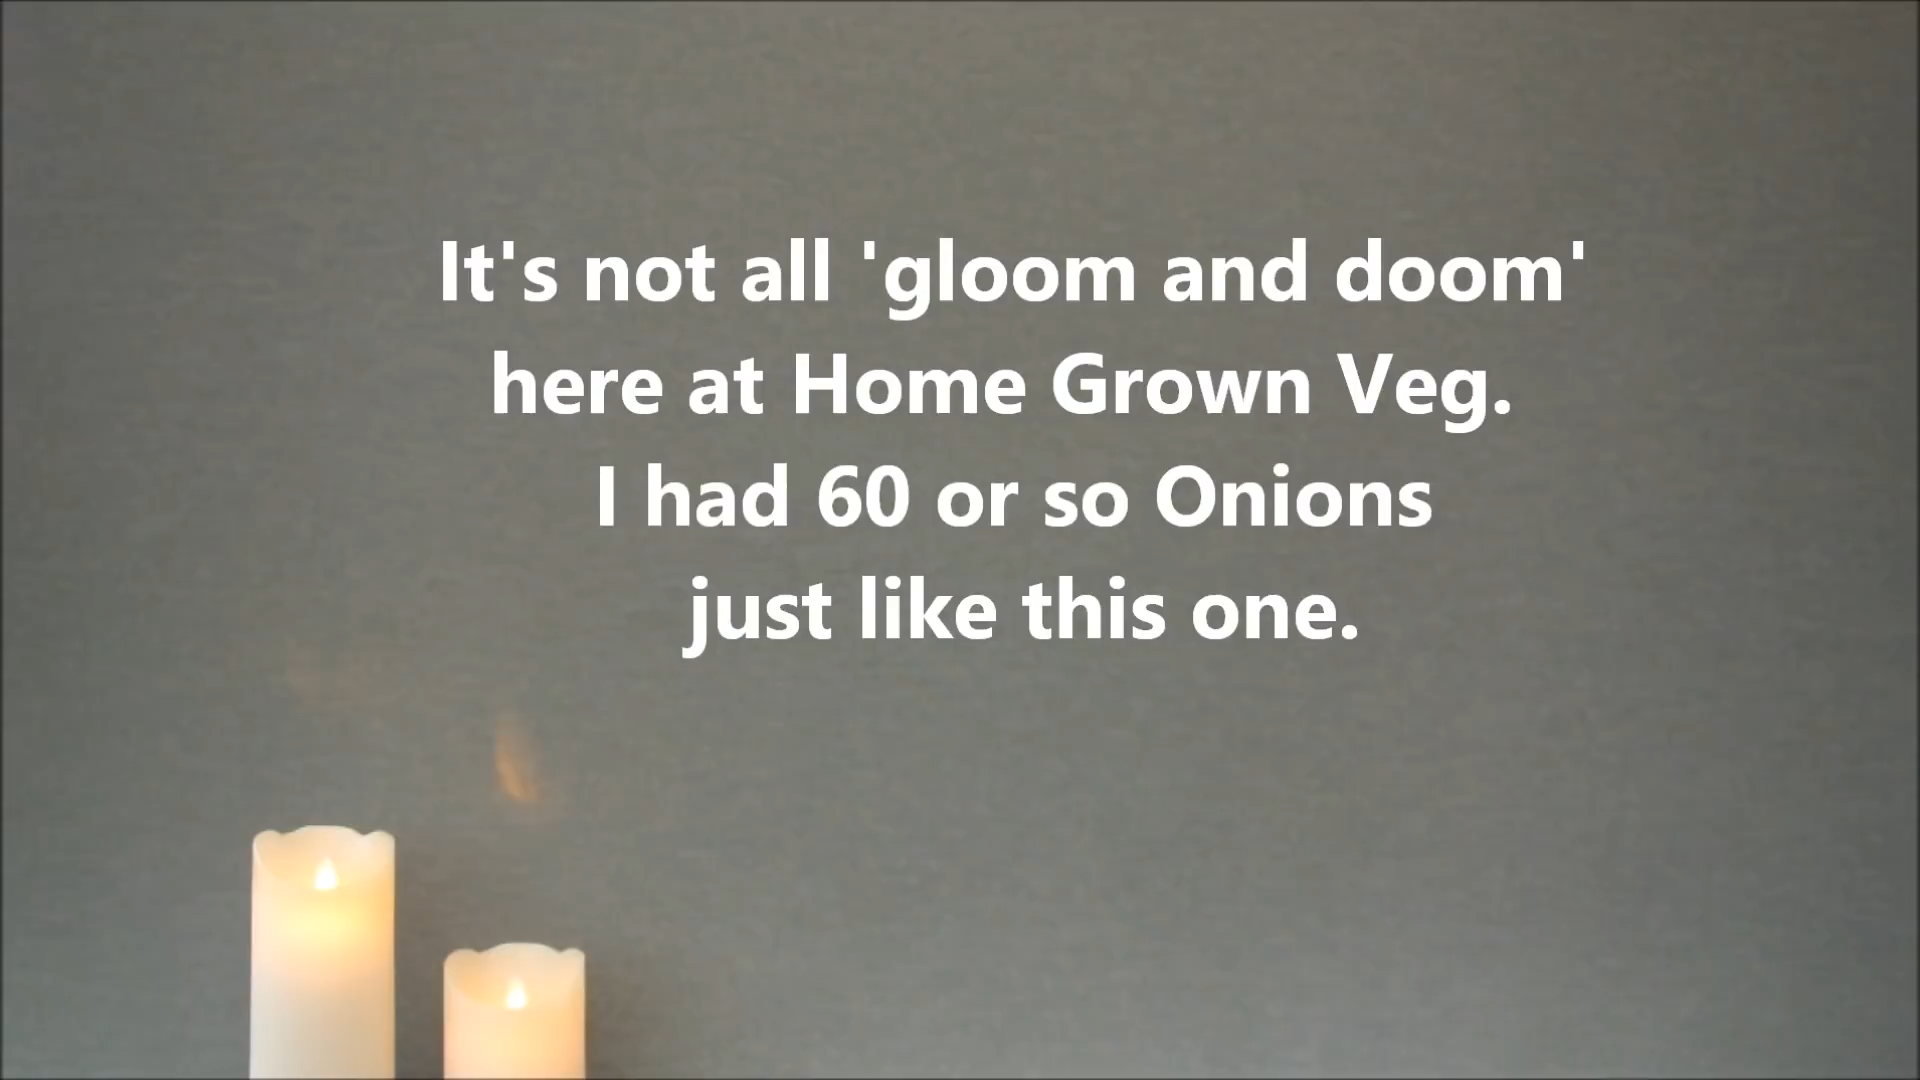 It's not all 'gloom and doom'
here at Home Grown Veg.
I had 60 or so Onions
just like this one.